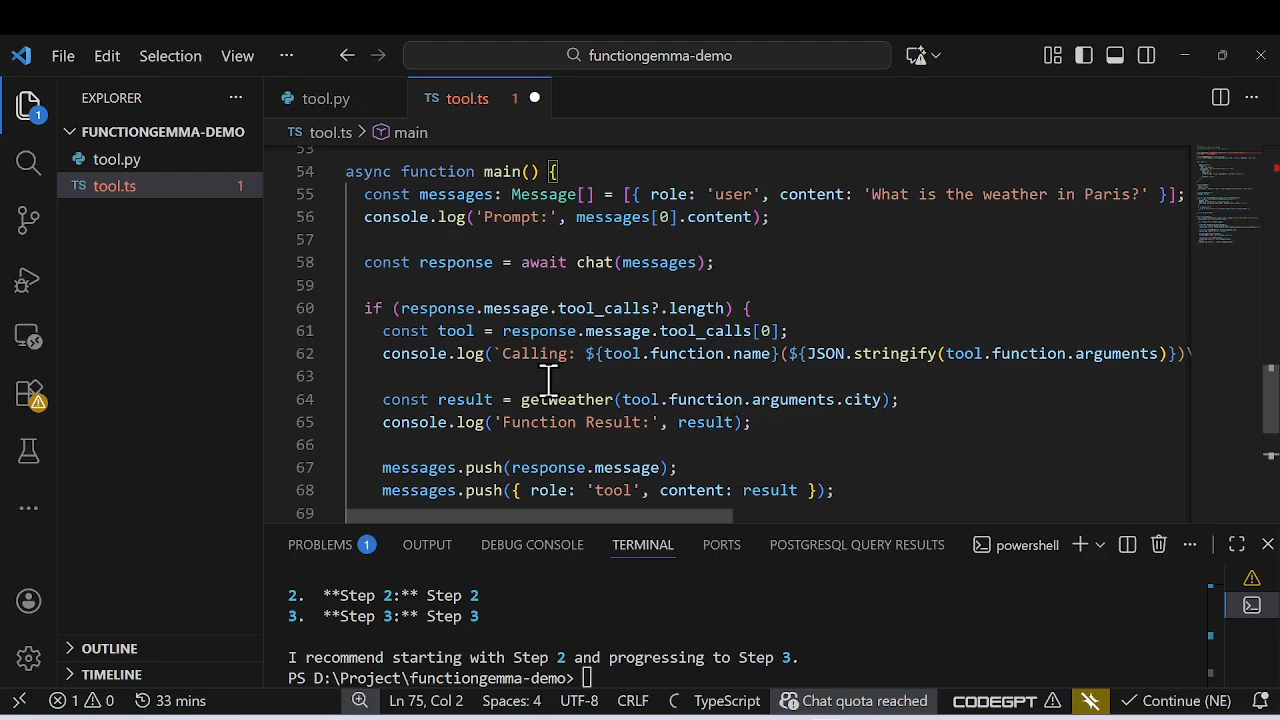 File Edit Selection View ··· functiongemma-demo
EXPLORER ···
tool.py
tool.ts 1
FUNCTIONGEMMA-DEMO
tool.py
tool.ts 1
tool.ts > main
53
54 async function main() {
55 const messages: Message[] = [{ role: 'user', content: 'What is the weather in Paris?' }];
56 console.log('Prompt:', messages[0].content);
57
58 const response = await chat(messages);
59
60 if (response.message.tool_calls?.length) {
61 const tool = response.message.tool_calls[0];
62 console.log(`Calling: ${tool.function.name}(${JSON.stringify(tool.function.arguments)})\
63
64 const result = getWeather(tool.function.arguments.city);
65 console.log('Function Result:', result);
66
67 messages.push(response.message);
68 messages.push({ role: 'tool', content: result });
69
PROBLEMS 1 OUTPUT DEBUG CONSOLE TERMINAL PORTS POSTGRESQL QUERY RESULTS powershell
2. **Step 2:** Step 2
3. **Step 3:** Step 3
I recommend starting with Step 2 and progressing to Step 3.
PS D:\Project\functiongemma-demo>
OUTLINE
TIMELINE
1 0 33 mins Ln 75, Col 2 Spaces: 4 UTF-8 CRLF TypeScript Chat quota reached CODEGPT Continue (NE)
1